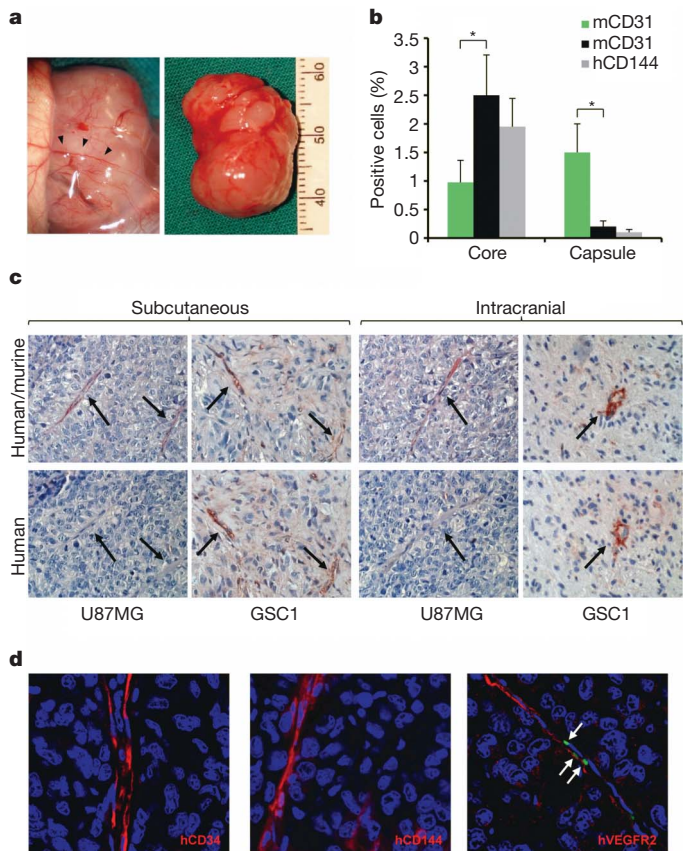 a
60
50
40
b
mCD31
mCD31
hCD144
Positive cells (%)
3.5
3
2.5
2
1.5
1
0.5
0
*
*
Core
Capsule
c
Subcutaneous
Intracranial
Human/murine
Human
U87MG
GSC1
U87MG
GSC1
d
hCD34
hCD144
hVEGFR2